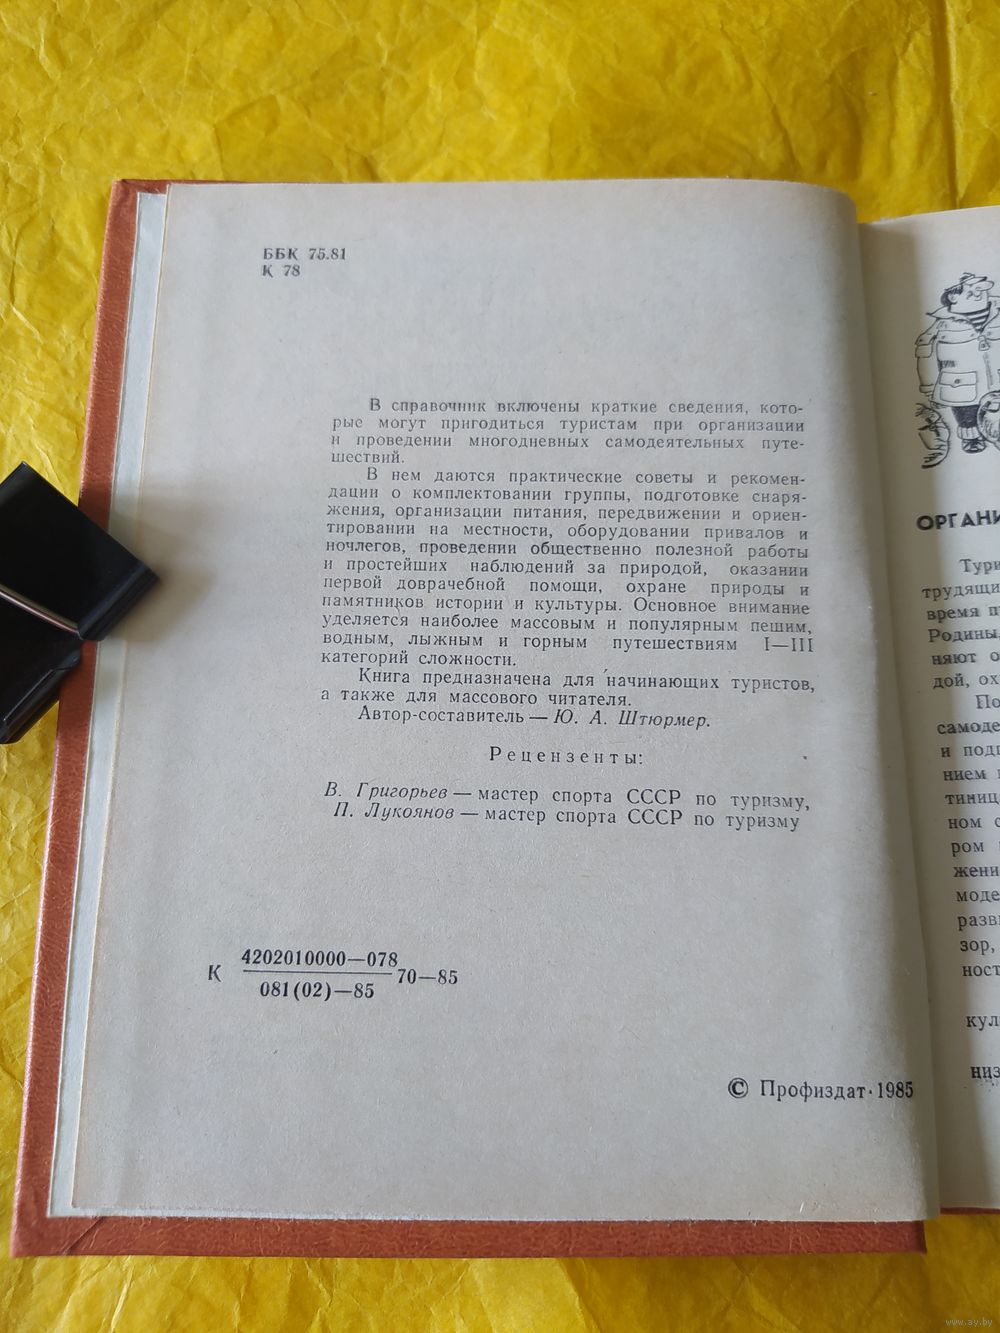 ББК 75.81
К 78
В справочник включены краткие сведения, кото-
рые могут пригодиться туристам при организации
и проведении многодневных самодеятельных путе-
шествий.
В нем даются практические советы и рекомен-
дации о комплектовании группы, подготовке снаря-
жения, организации питания, передвижении и ориен-
тировании на местности, оборудовании привалов и
ночлегов, проведении общественно полезной работы
и простейших наблюдений за природой, оказании
первой доврачебной помощи, охране природы и
памятников истории и культуры. Основное внимание
уделяется наиболее массовым и популярным пешим,
водным, лыжным и горным путешествиям I—III
категорий сложности.
Книга предназначена для начинающих туристов,
а также для массового читателя.
Автор-составитель — Ю. А. Штюрмер.
Рецензенты:
В. Григорьев — мастер спорта СССР по туризму,
П. Лукоянов — мастер спорта СССР по туризму
К 4202010000—078 70—85
081(02)—85
© Профиздат · 1985
ОРГАНИ
Тури
трудящи
время п
Родины,
няют о
дой, ох
По
самоде
и подг
нием
тиниц
ном с
ром
жени
моде
разв
зор,
ност
кул
низ
www.ay.by